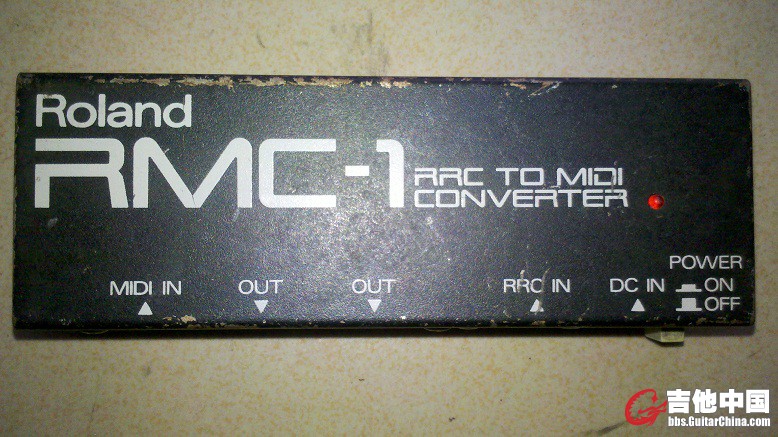 Roland
RMC-1 RRC TO MIDI
CONVERTER
POWER
MIDI IN OUT OUT RRC IN DC IN ON
OFF
吉他中国
bbs.GuitarChina.com